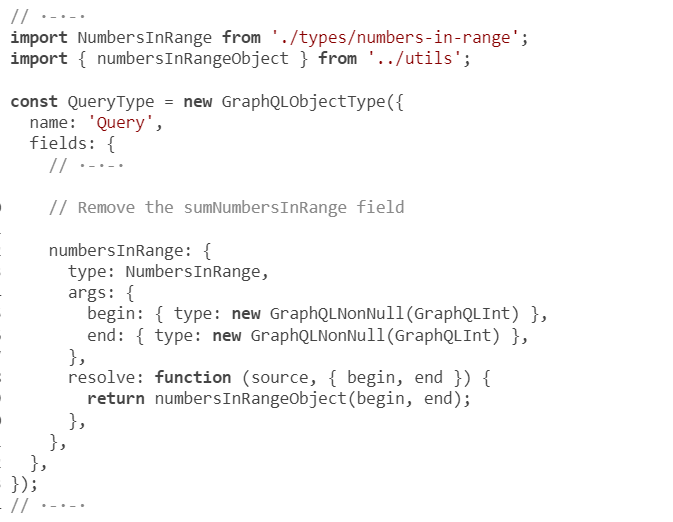 // ·-·-·
import NumbersInRange from './types/numbers-in-range';
import { numbersInRangeObject } from '../utils';
const QueryType = new GraphQLObjectType({
  name: 'Query',
  fields: {
    // ·-·-·
    // Remove the sumNumbersInRange field
    numbersInRange: {
      type: NumbersInRange,
      args: {
        begin: { type: new GraphQLNonNull(GraphQLInt) },
        end: { type: new GraphQLNonNull(GraphQLInt) },
      },
      resolve: function (source, { begin, end }) {
        return numbersInRangeObject(begin, end);
      },
    },
  },
});
// ·-·-·